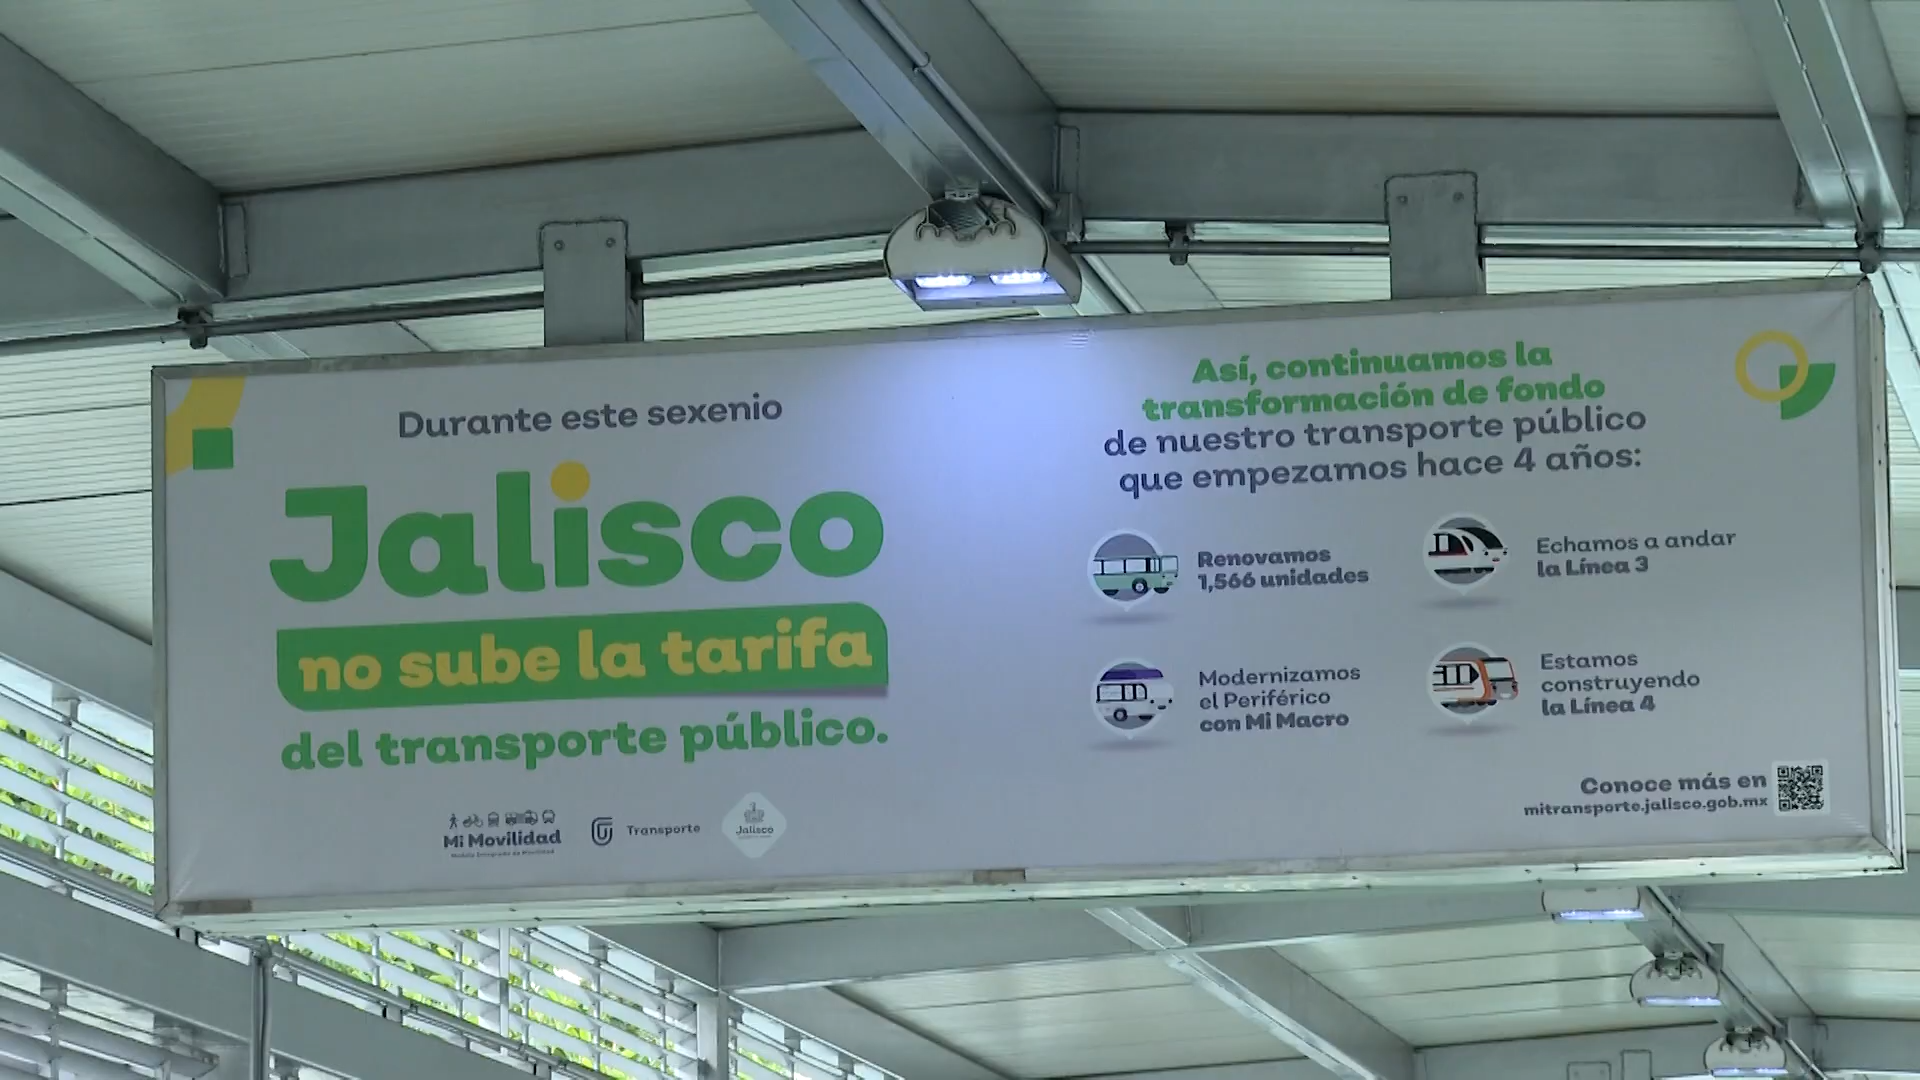 Durante este sexenio
Jalisco
no sube la tarifa
del transporte público.
Mi Movilidad
Transporte
Jalisco
Así, continuamos la
transformación de fondo
de nuestro transporte público
que empezamos hace 4 años:
Renovamos
1,566 unidades
Echamos a andar
la Línea 3
Modernizamos
el Periférico
con Mi Macro
Estamos
construyendo
la Línea 4
Conoce más en
mitransporte.jalisco.gob.mx